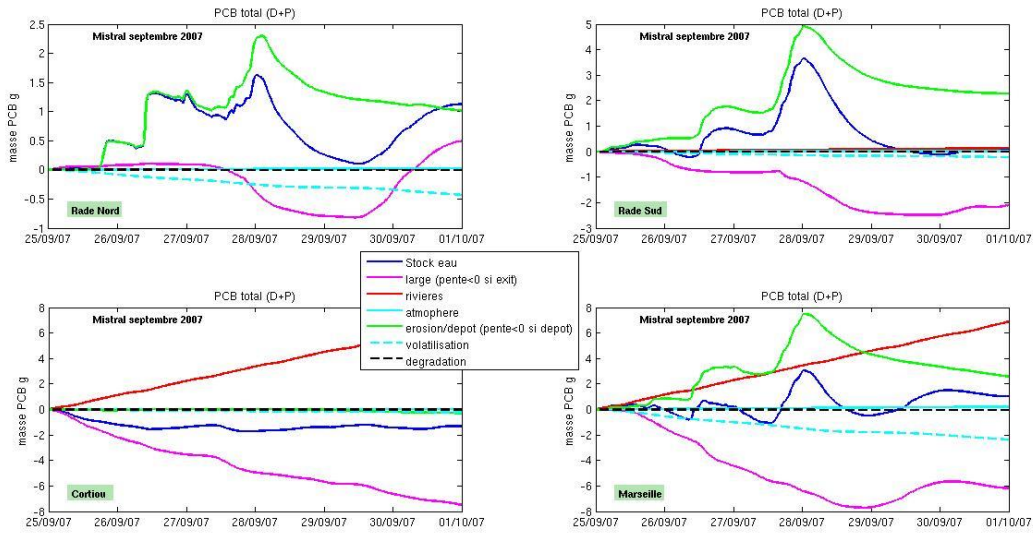 PCB total (D+P)
Mistral septembre 2007
masse PCB g
2.5
2
1.5
1
0.5
0
-0.5
-1
Rade Nord
25/09/07 26/09/07 27/09/07 28/09/07 29/09/07 30/09/07 01/10/07
PCB total (D+P)
Mistral septembre 2007
masse PCB g
5
4
3
2
1
0
-1
-2
-3
Rade Sud
25/09/07 26/09/07 27/09/07 28/09/07 29/09/07 30/09/07 01/10/07
Stock eau
large (pente<0 si exit)
rivieres
atmophere
erosion/depot (pente<0 si depot)
volatilisation
degradation
PCB total (D+P)
Mistral septembre 2007
masse PCB g
8
6
4
2
0
-2
-4
-6
-8
Cortiou
25/09/07 26/09/07 27/09/07 28/09/07 29/09/07 30/09/07 01/10/07
PCB total (D+P)
Mistral septembre 2007
masse PCB g
8
6
4
2
0
-2
-4
-6
-8
Marseille
25/09/07 26/09/07 27/09/07 28/09/07 29/09/07 30/09/07 01/10/07